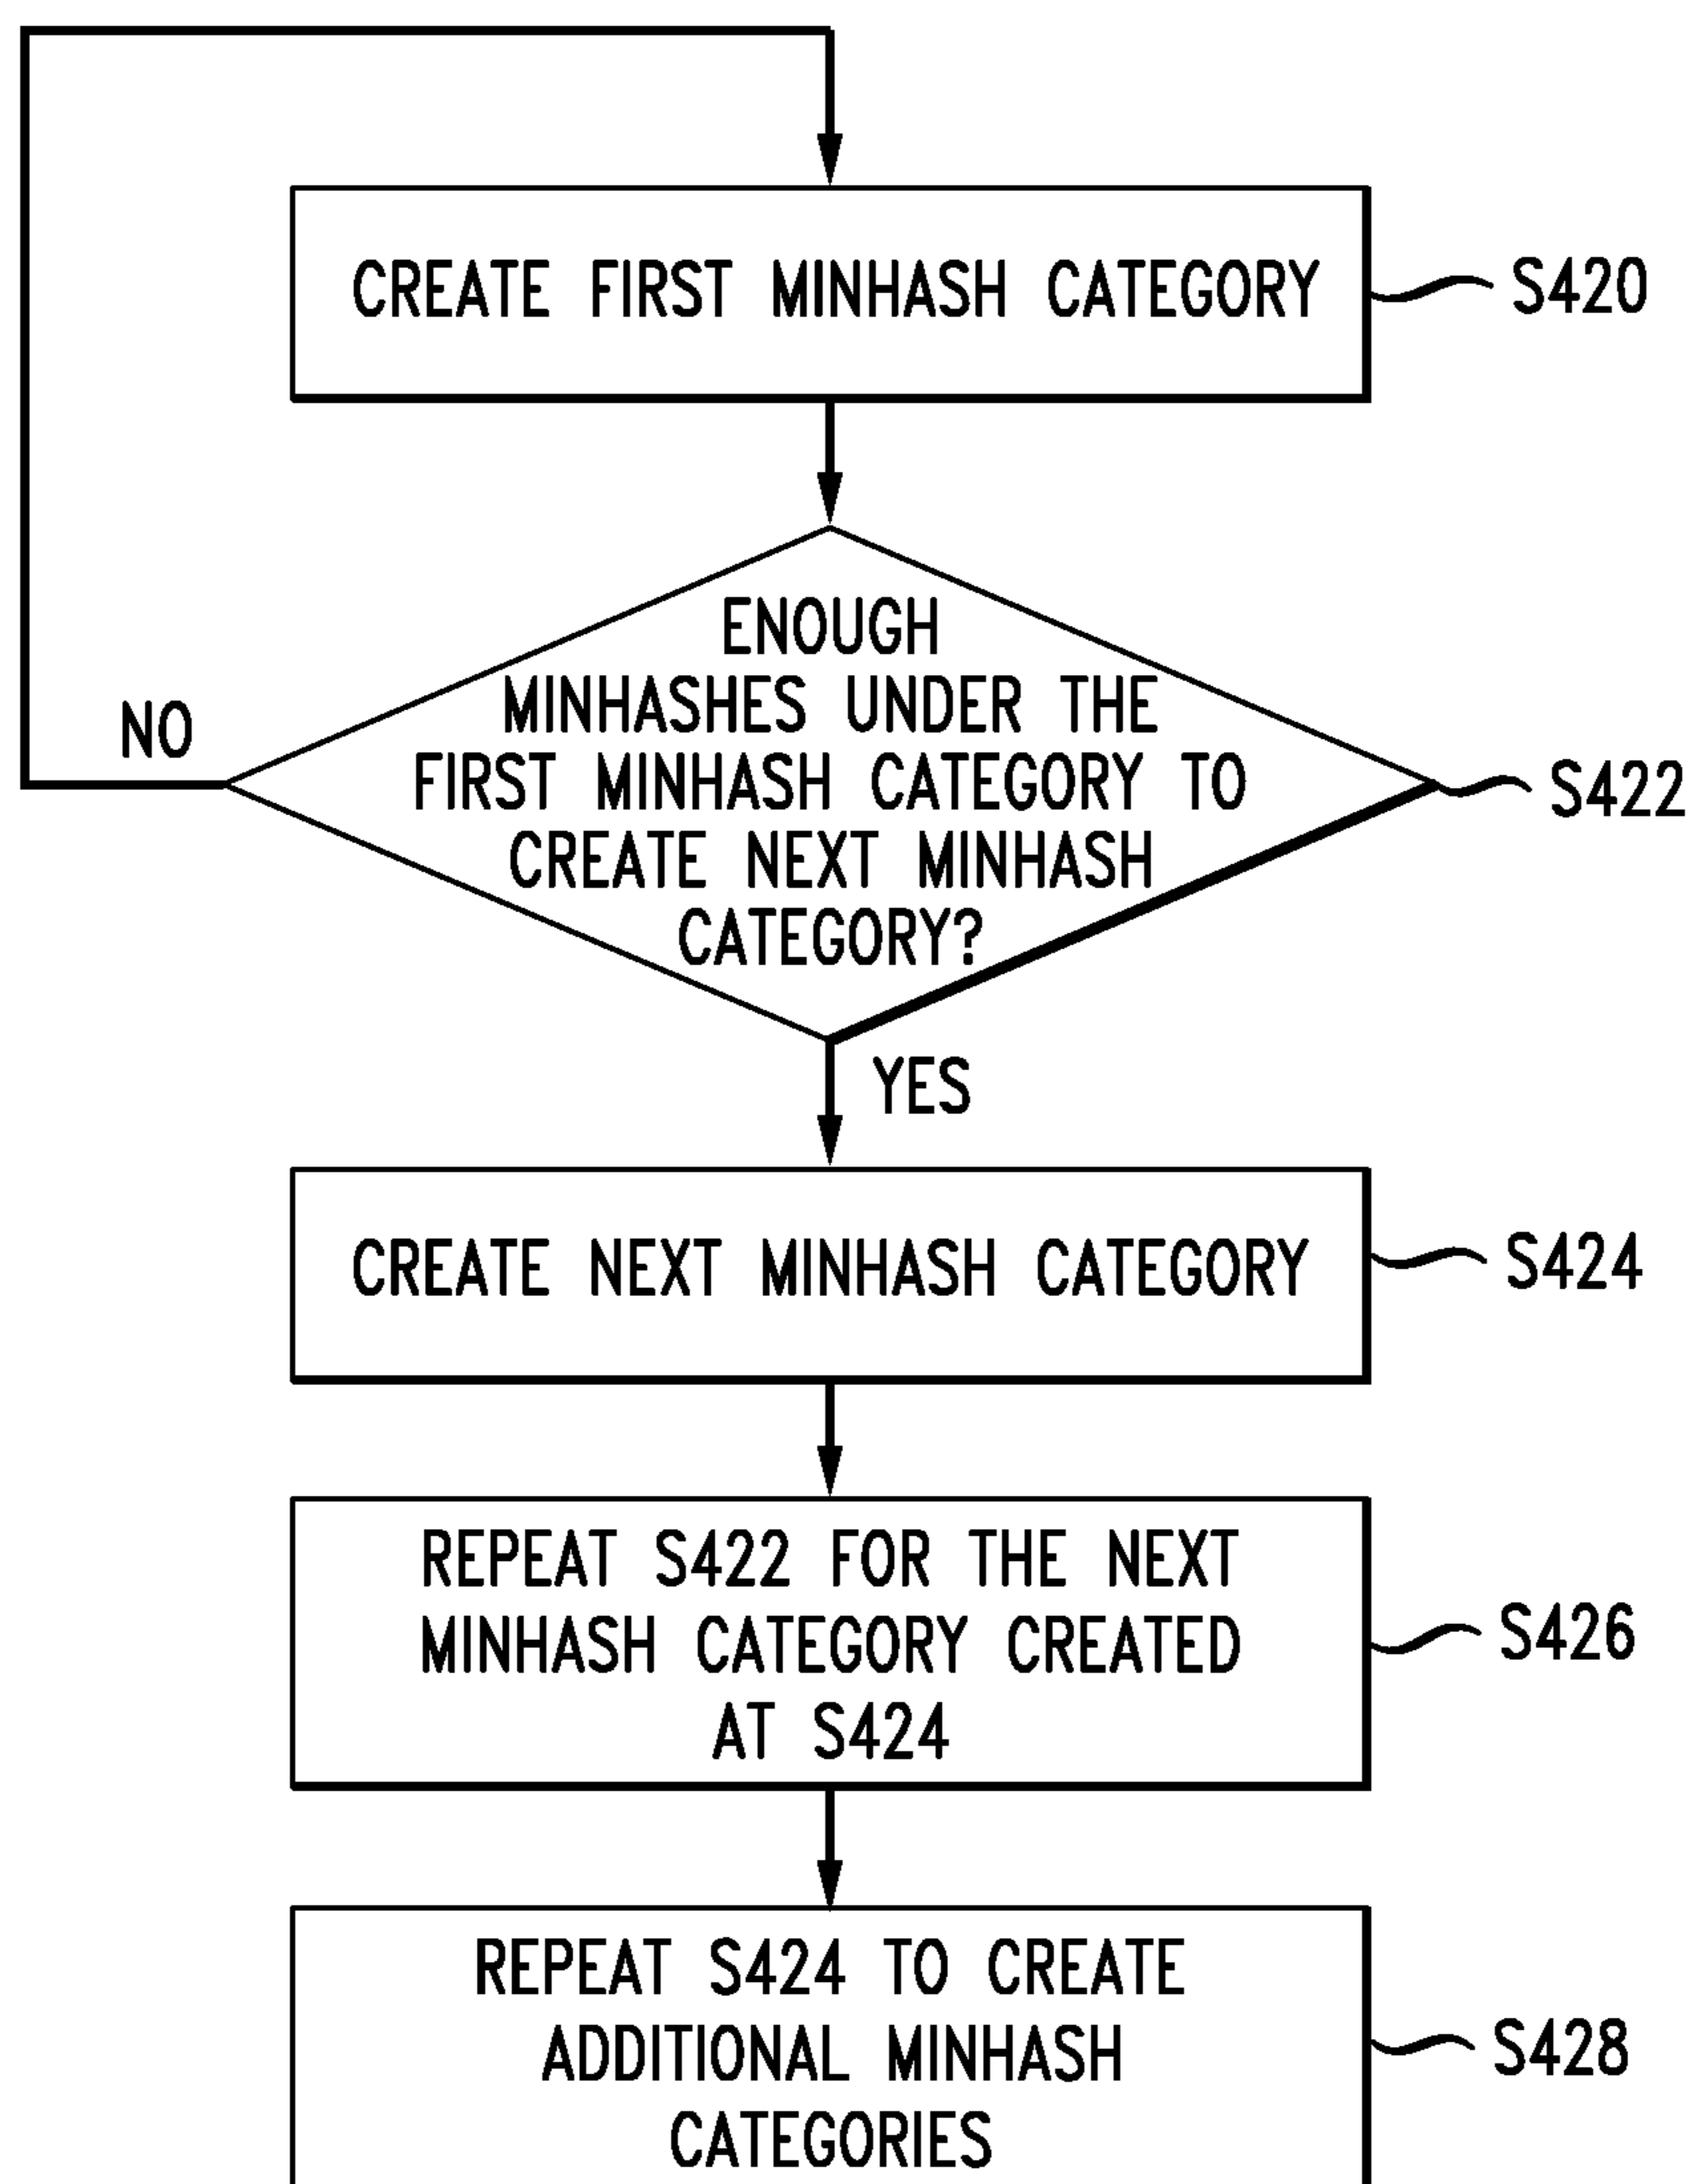 CREATE FIRST MINHASH CATEGORY
S420
ENOUGH
MINHASHES UNDER THE
FIRST MINHASH CATEGORY TO
CREATE NEXT MINHASH
CATEGORY?
S422
NO
YES
CREATE NEXT MINHASH CATEGORY
S424
REPEAT S422 FOR THE NEXT
MINHASH CATEGORY CREATED
AT S424
S426
REPEAT S424 TO CREATE
ADDITIONAL MINHASH
CATEGORIES
S428